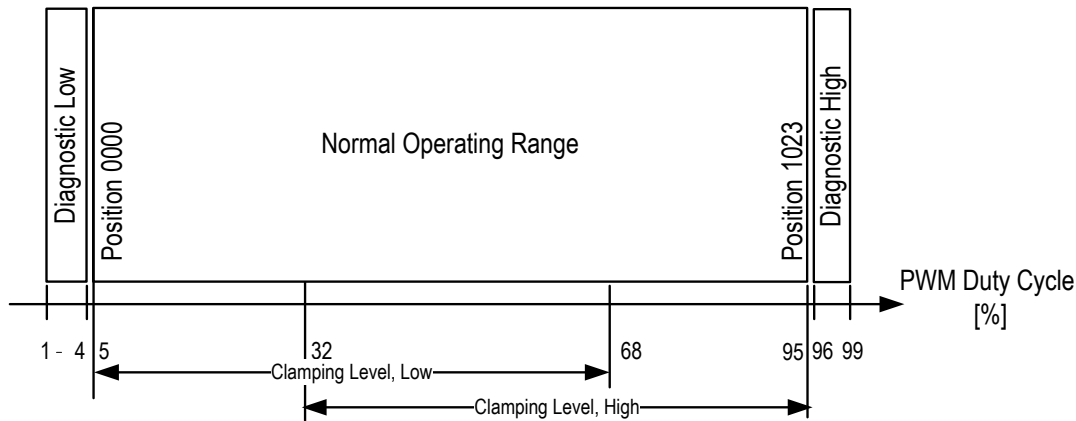 Diagnostic Low
Position 0000
Normal Operating Range
Position 1023
Diagnostic High
PWM Duty Cycle
[%]
1 - 4 5 32 68 95 96 99
Clamping Level, Low
Clamping Level, High